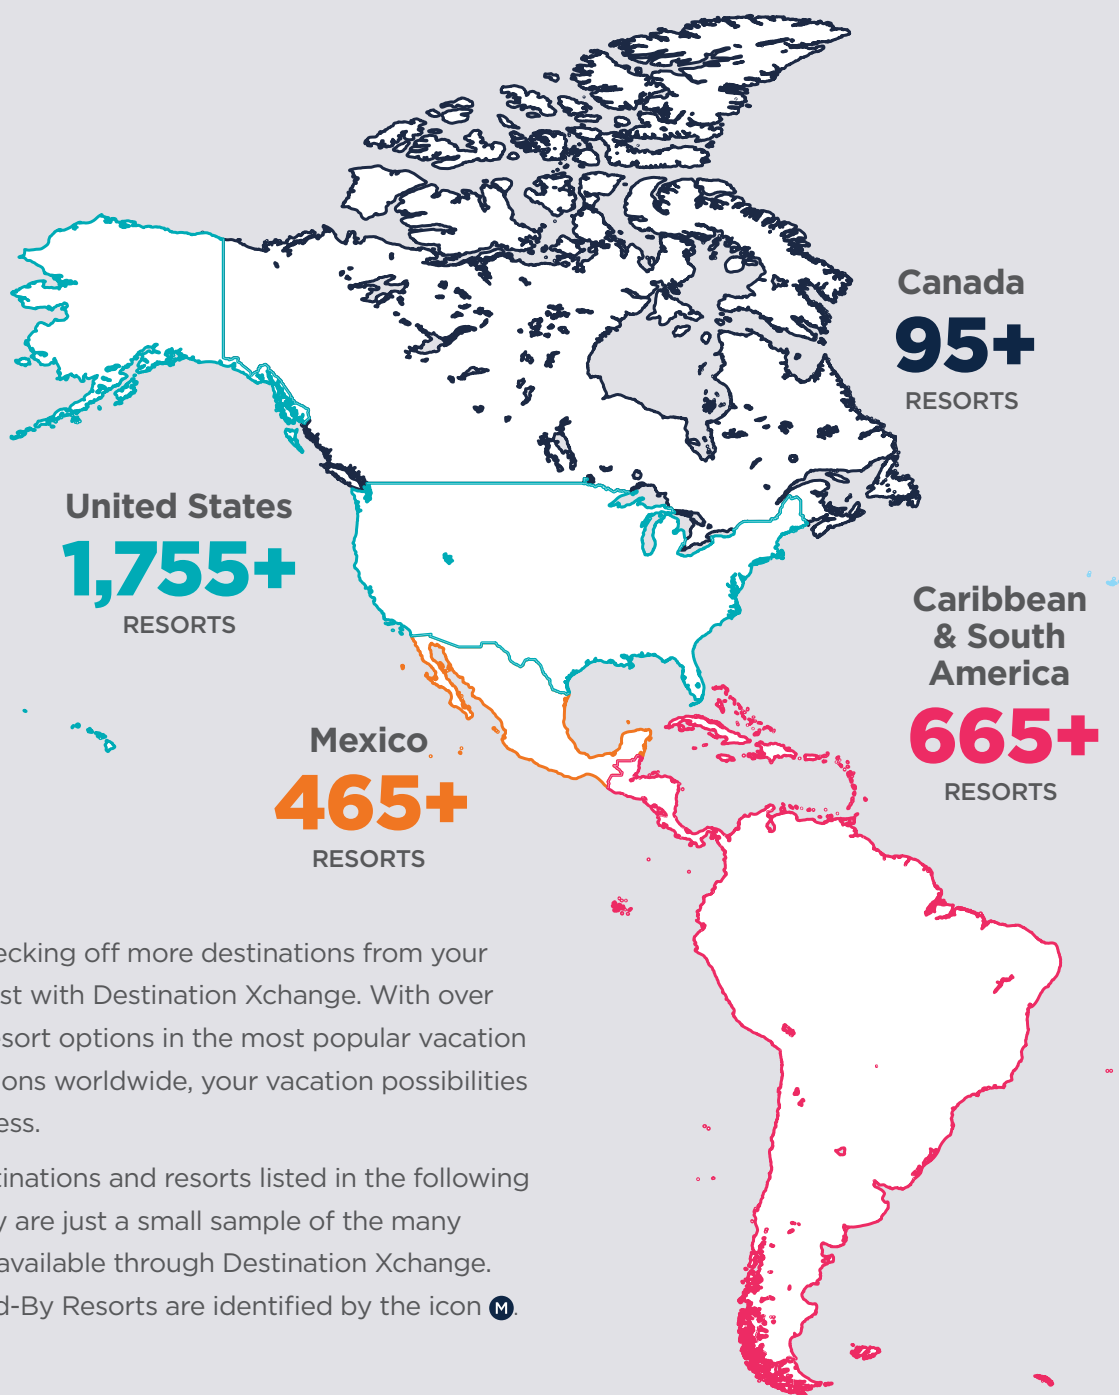 Canada
95+
RESORTS
United States
1,755+
RESORTS
Caribbean
& South
America
665+
RESORTS
Mexico
465+
RESORTS
ecking off more destinations from your
st with Destination Xchange. With over
esort options in the most popular vacation
ons worldwide, your vacation possibilities
ess.
tinations and resorts listed in the following
y are just a small sample of the many
available through Destination Xchange.
d-By Resorts are identified by the icon M.